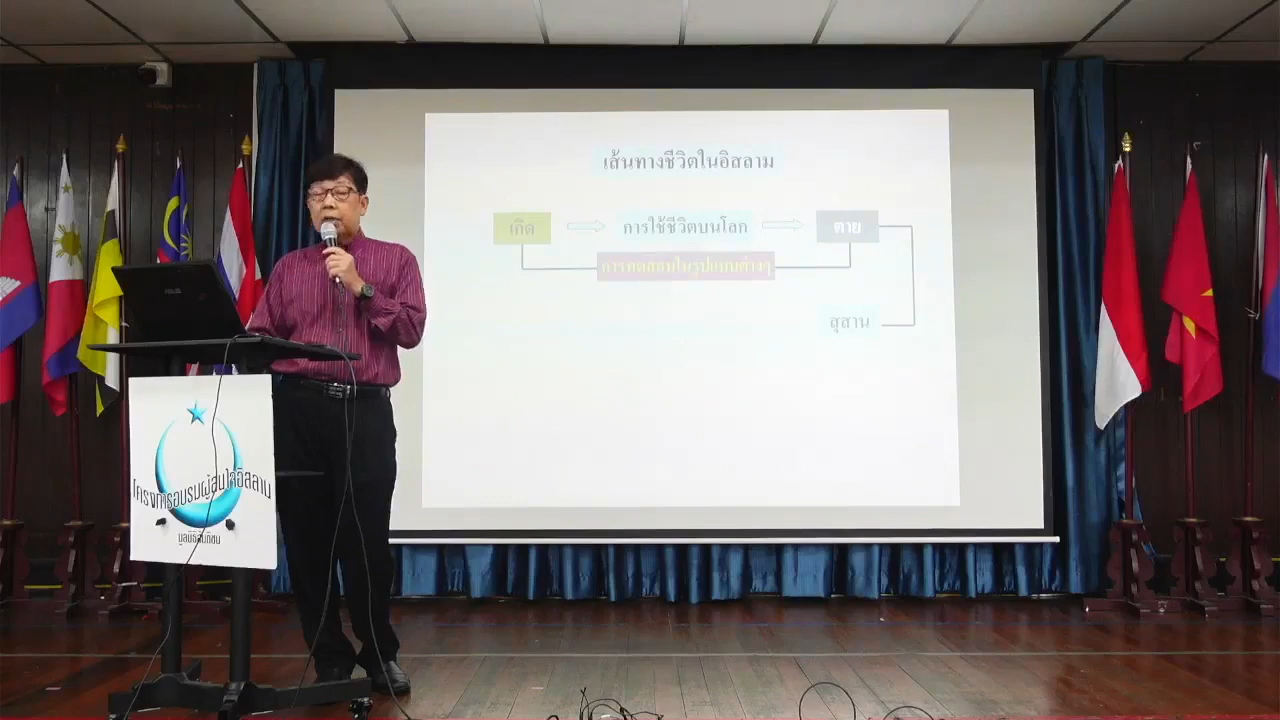 เส้นทางชีวิตในอิสลาม
เกิด
การใช้ชีวิตบนโลก
ตาย
การทดสอบในรูปแบบต่างๆ
สุสาน
โครงการอบรมผู้สนใจอิสลาม
มูลนิธิสันติชน